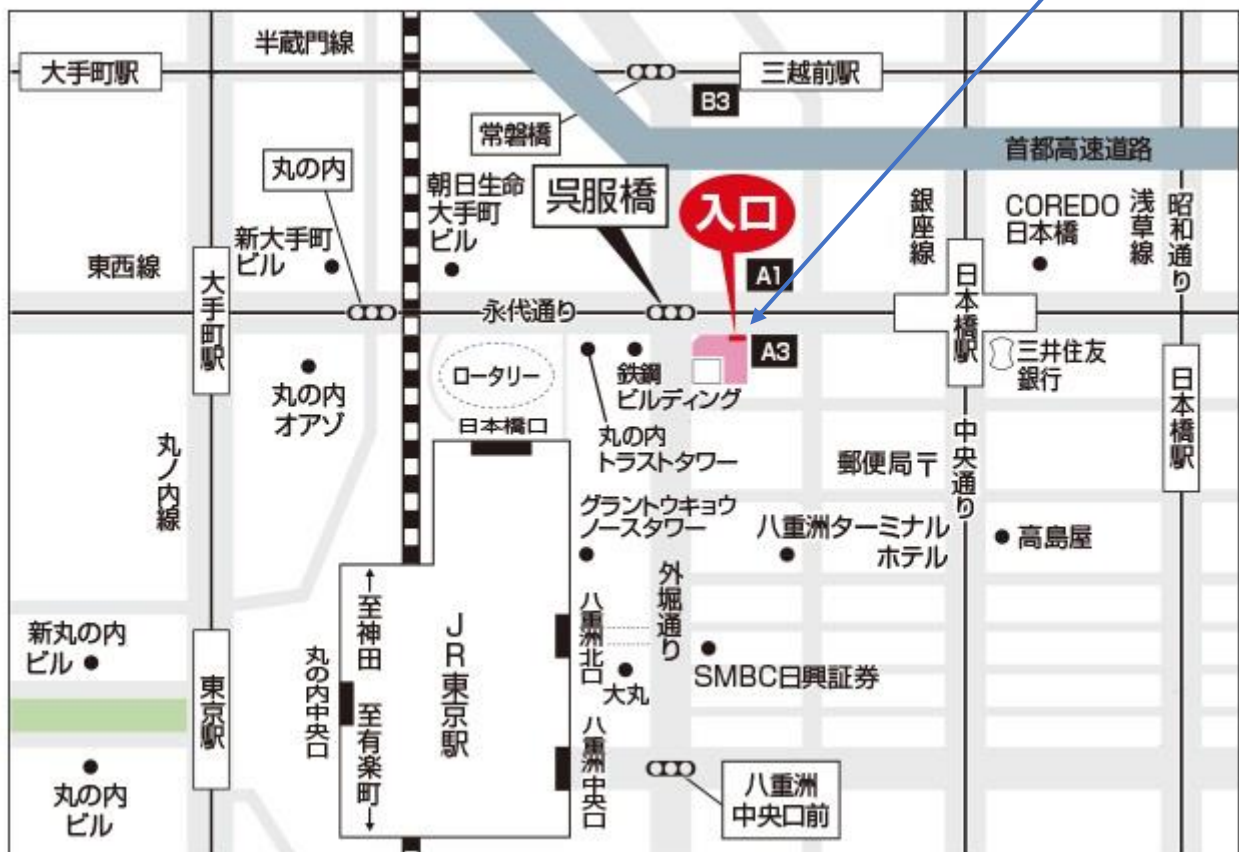 半蔵門線
大手町駅
三越前駅
B3
常磐橋
首都高速道路
丸の内
朝日生命
大手町
ビル
呉服橋
入口
銀座線
COREDO
日本橋
浅草線
昭和通り
新大手町
ビル
東西線
大手町駅
A1
日本橋駅
永代通り
A3
丸の内
オアゾ
ロータリー
鉄鋼
ビルディング
三井住友
銀行
日本橋駅
日本橋口
丸の内
トラストタワー
丸ノ内線
郵便局〒
中央通り
グラントウキョウ
ノースタワー
八重洲ターミナル
ホテル
高島屋
外堀通り
新丸の内
ビル
東京駅
丸の内中央口
←至神田 至有楽町→
JR東京駅
八重洲北口
大丸
SMBC日興証券
丸の内
ビル
八重洲中央口
八重洲
中央口前